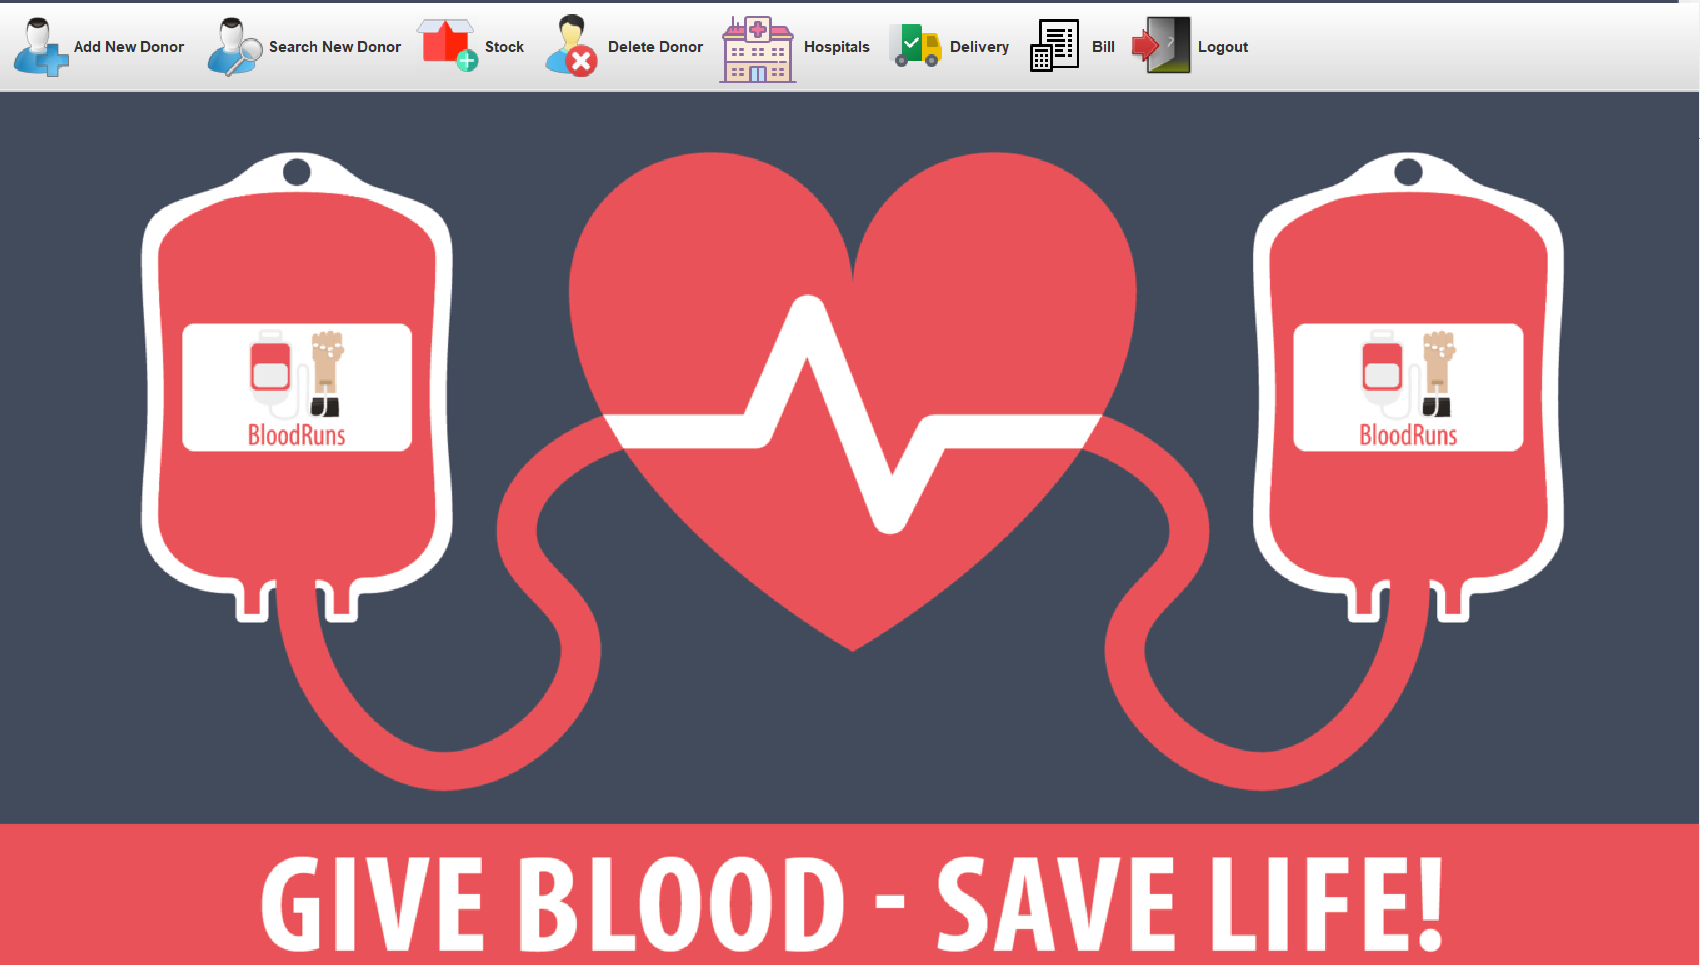 Add New Donor
Search New Donor
Stock
Delete Donor
Hospitals
Delivery
Bill
Logout
BloodRuns
BloodRuns
GIVE BLOOD - SAVE LIFE!